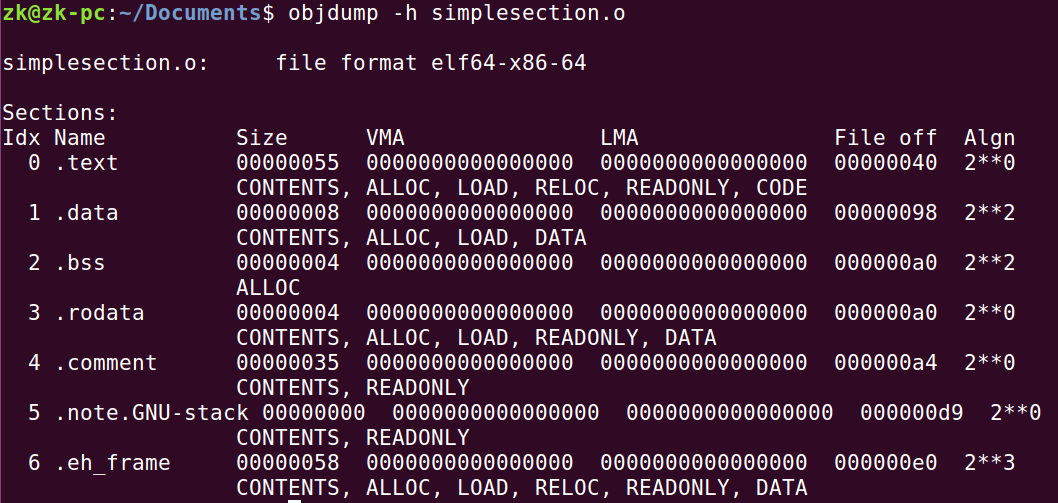 zk@zk-pc:~/Documents$ objdump -h simplesection.o
simplesection.o:     file format elf64-x86-64
Sections:
Idx Name          Size      VMA               LMA               File off  Algn
  0 .text         00000055  0000000000000000  0000000000000000  00000040  2**0
                  CONTENTS, ALLOC, LOAD, RELOC, READONLY, CODE
  1 .data         00000008  0000000000000000  0000000000000000  00000098  2**2
                  CONTENTS, ALLOC, LOAD, DATA
  2 .bss          00000004  0000000000000000  0000000000000000  000000a0  2**2
                  ALLOC
  3 .rodata       00000004  0000000000000000  0000000000000000  000000a0  2**0
                  CONTENTS, ALLOC, LOAD, READONLY, DATA
  4 .comment      00000035  0000000000000000  0000000000000000  000000a4  2**0
                  CONTENTS, READONLY
  5 .note.GNU-stack 00000000  0000000000000000  0000000000000000  000000d9  2**0
                  CONTENTS, READONLY
  6 .eh_frame     00000058  0000000000000000  0000000000000000  000000e0  2**3
                  CONTENTS, ALLOC, LOAD, RELOC, READONLY, DATA